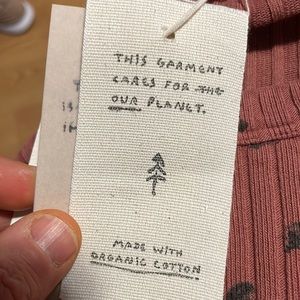 THIS GARMENT
CARES FOR THE
OUR PLANET.
MADE WITH
ORGANIC COTTON